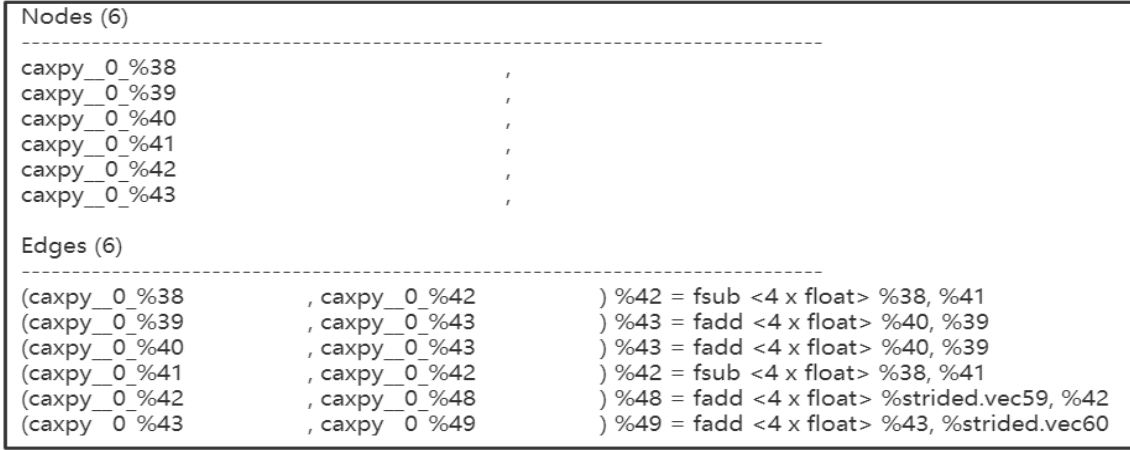 Nodes (6)
--------------------------------------------------------------------------------
caxpy__0_%38 ,
caxpy__0_%39 ,
caxpy__0_%40 ,
caxpy__0_%41 ,
caxpy__0_%42 ,
caxpy__0_%43 ,
Edges (6)
--------------------------------------------------------------------------------
(caxpy__0_%38 , caxpy__0_%42 ) %42 = fsub <4 x float> %38, %41
(caxpy__0_%39 , caxpy__0_%43 ) %43 = fadd <4 x float> %40, %39
(caxpy__0_%40 , caxpy__0_%43 ) %43 = fadd <4 x float> %40, %39
(caxpy__0_%41 , caxpy__0_%42 ) %42 = fsub <4 x float> %38, %41
(caxpy__0_%42 , caxpy__0_%48 ) %48 = fadd <4 x float> %strided.vec59, %42
(caxpy 0 %43 , caxpy 0 %49 ) %49 = fadd <4 x float> %43, %strided.vec60